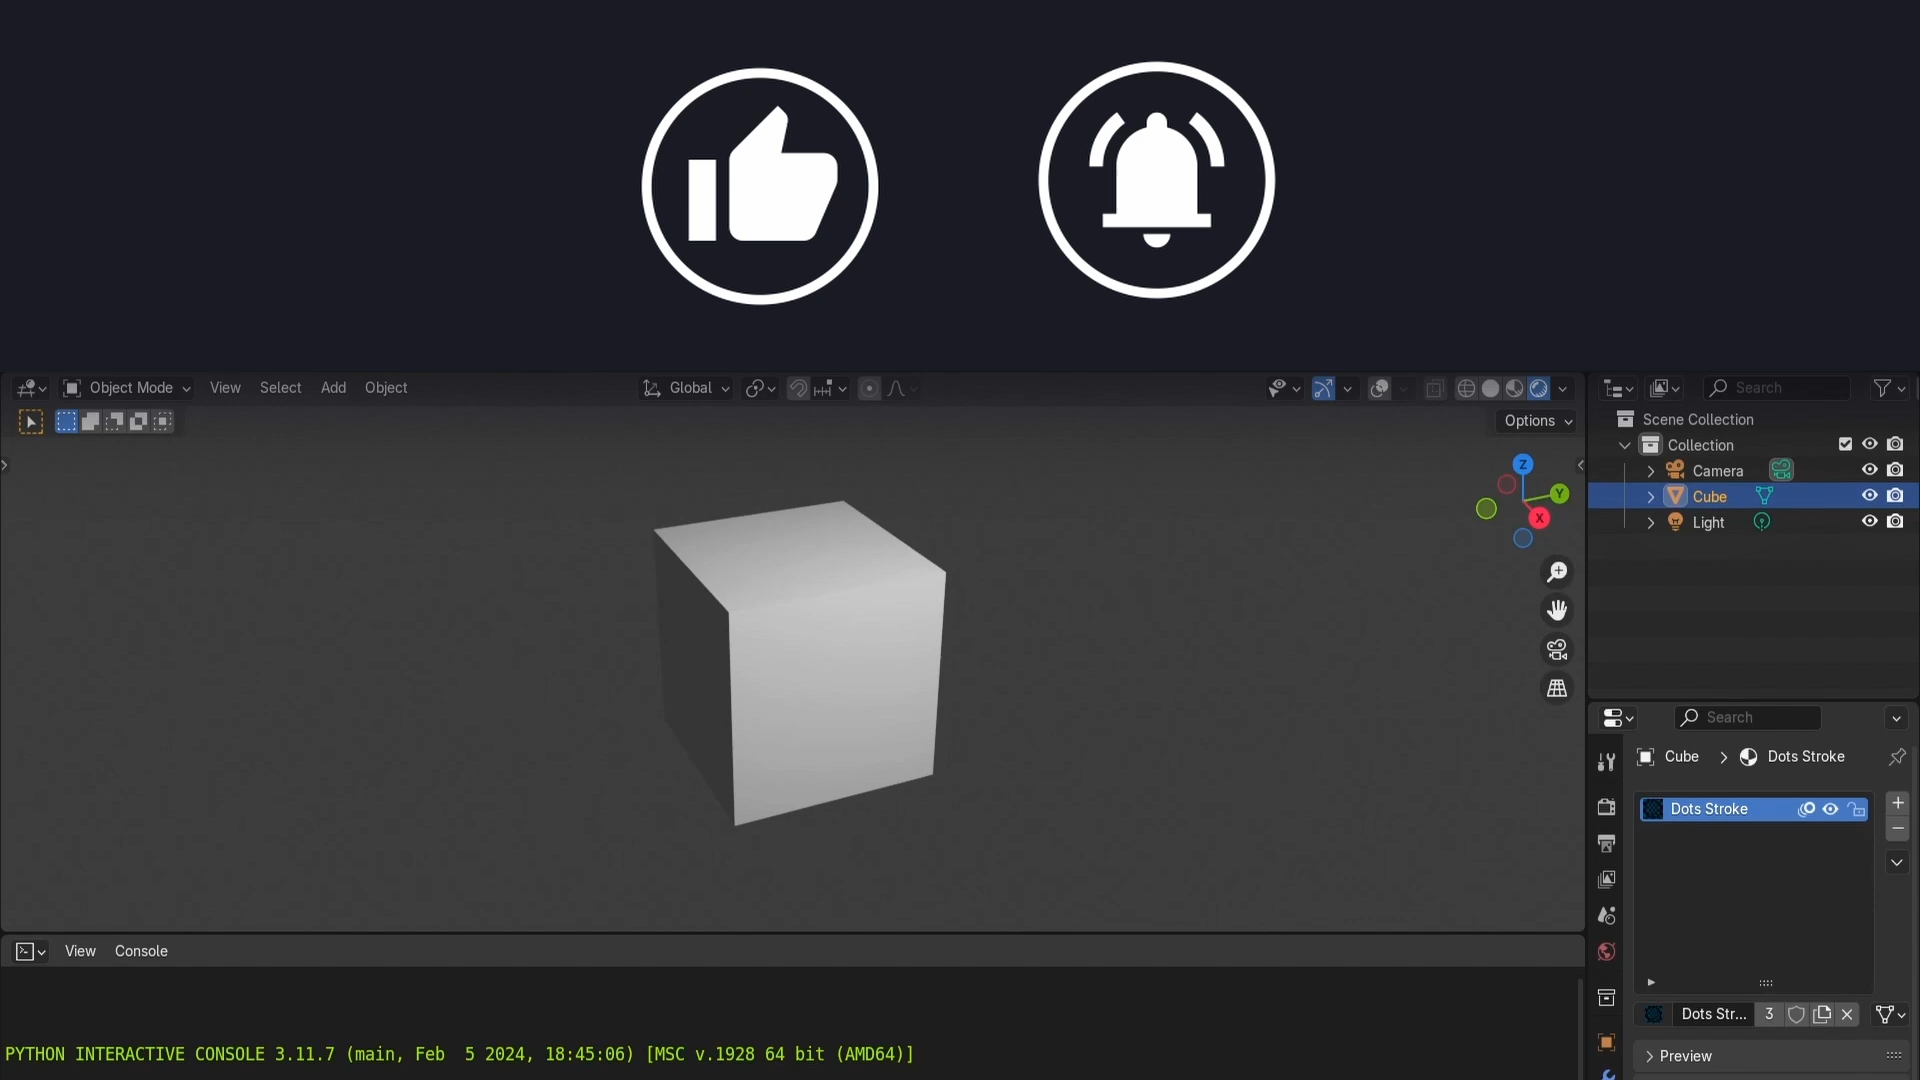 Object Mode View Select Add Object Global
Search
Options
Scene Collection
Collection
Camera
Cube
Light
Z
Y
X
Search
Cube Dots Stroke
Dots Stroke
Dots Str... 3
Preview
View Console
PYTHON INTERACTIVE CONSOLE 3.11.7 (main, Feb  5 2024, 18:45:06) [MSC v.1928 64 bit (AMD64)]